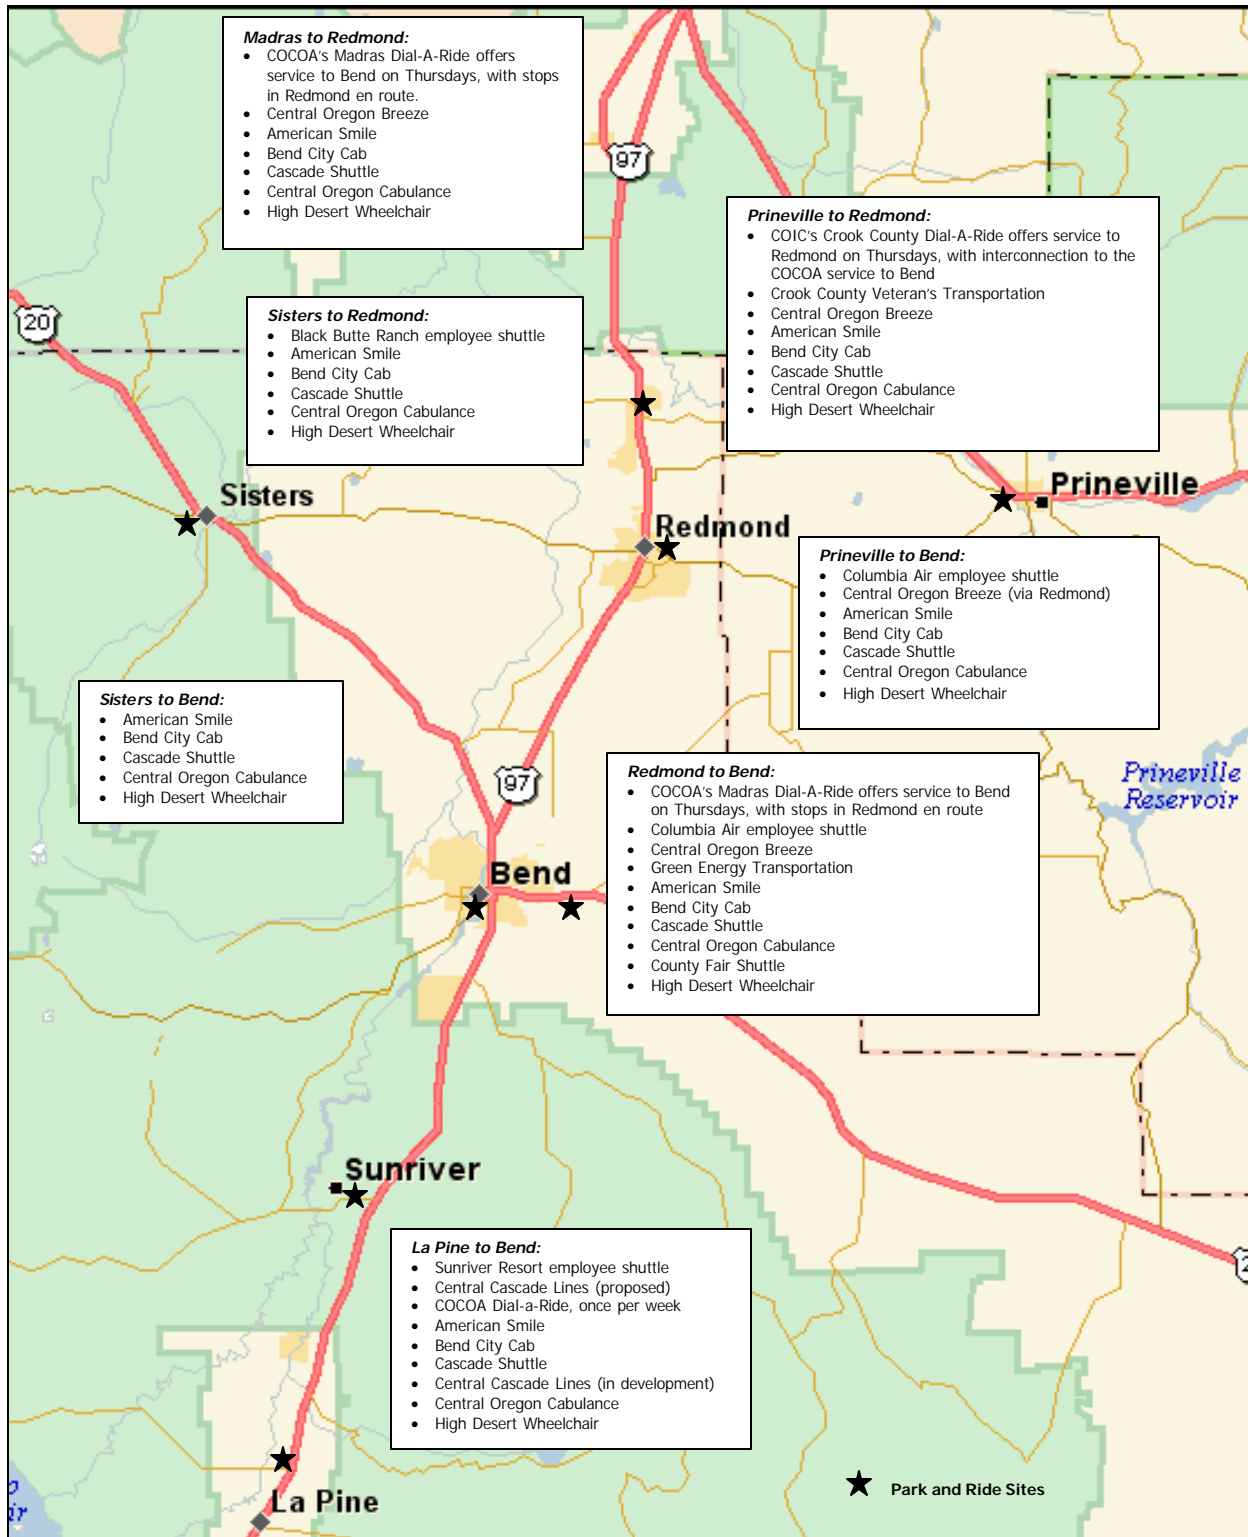 Madras to Redmond:
• COCOA's Madras Dial-A-Ride offers
service to Bend on Thursdays, with stops
in Redmond en route.
• Central Oregon Breeze
• American Smile
• Bend City Cab
• Cascade Shuttle
• Central Oregon Cabulance
• High Desert Wheelchair
97
Prineville to Redmond:
• COIC's Crook County Dial-A-Ride offers service to
Redmond on Thursdays, with interconnection to the
COCOA service to Bend
• Crook County Veteran's Transportation
• Central Oregon Breeze
• American Smile
• Bend City Cab
• Cascade Shuttle
• Central Oregon Cabulance
• High Desert Wheelchair
20
Sisters to Redmond:
• Black Butte Ranch employee shuttle
• American Smile
• Bend City Cab
• Cascade Shuttle
• Central Oregon Cabulance
• High Desert Wheelchair
Sisters
Prineville
Redmond
Prineville to Bend:
• Columbia Air employee shuttle
• Central Oregon Breeze (via Redmond)
• American Smile
• Bend City Cab
• Cascade Shuttle
• Central Oregon Cabulance
• High Desert Wheelchair
Sisters to Bend:
• American Smile
• Bend City Cab
• Cascade Shuttle
• Central Oregon Cabulance
• High Desert Wheelchair
97
Prineville
Reservoir
Redmond to Bend:
• COCOA's Madras Dial-A-Ride offers service to Bend
on Thursdays, with stops in Redmond en route
• Columbia Air employee shuttle
• Central Oregon Breeze
• Green Energy Transportation
• American Smile
• Bend City Cab
• Cascade Shuttle
• Central Oregon Cabulance
• County Fair Shuttle
• High Desert Wheelchair
Bend
Sunriver
La Pine to Bend:
• Sunriver Resort employee shuttle
• Central Cascade Lines (proposed)
• COCOA Dial-a-Ride, once per week
• American Smile
• Bend City Cab
• Cascade Shuttle
• Central Cascade Lines (in development)
• Central Oregon Cabulance
• High Desert Wheelchair
2
ir
La Pine
Park and Ride Sites